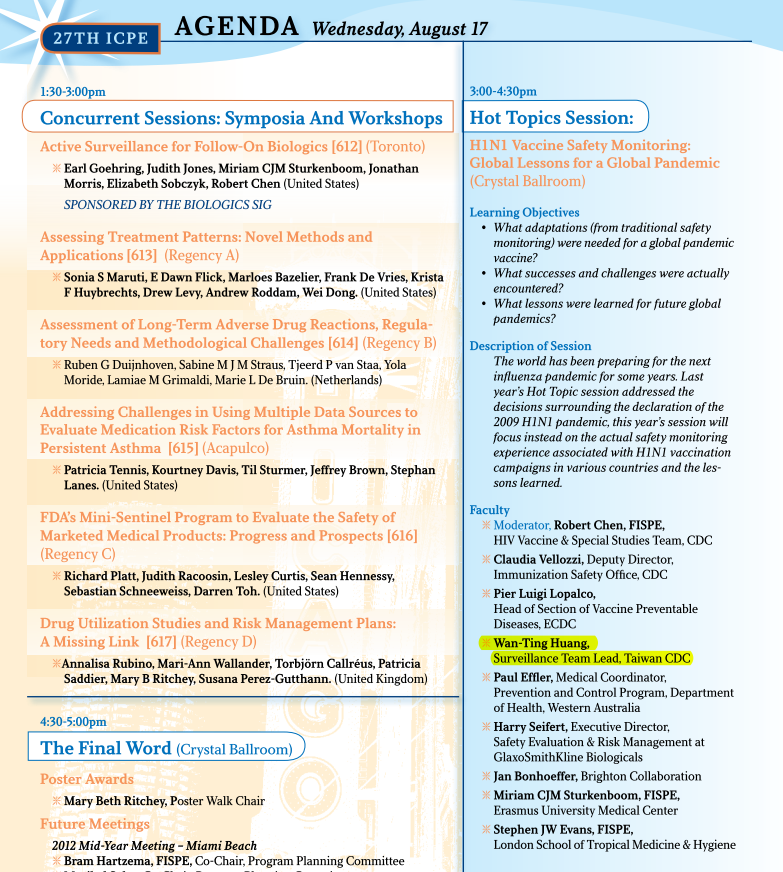 27TH ICPE
AGENDA Wednesday, August 17
1:30-3:00pm
Concurrent Sessions: Symposia And Workshops
Active Surveillance for Follow-On Biologics [612] (Toronto)
Earl Goehring, Judith Jones, Miriam CJM Sturkenboom, Jonathan
Morris, Elizabeth Sobczyk, Robert Chen (United States)
SPONSORED BY THE BIOLOGICS SIG
Assessing Treatment Patterns: Novel Methods and
Applications [613] (Regency A)
Sonia S Maruti, E Dawn Flick, Marloes Bazelier, Frank De Vries, Krista
F Huybrechts, Drew Levy, Andrew Roddam, Wei Dong. (United States)
Assessment of Long-Term Adverse Drug Reactions, Regula-
tory Needs and Methodological Challenges [614] (Regency B)
Ruben G Duijnhoven, Sabine M J M Straus, Tjeerd P van Staa, Yola
Moride, Lamiae M Grimaldi, Marie L De Bruin. (Netherlands)
Addressing Challenges in Using Multiple Data Sources to
Evaluate Medication Risk Factors for Asthma Mortality in
Persistent Asthma [615] (Acapulco)
Patricia Tennis, Kourtney Davis, Til Sturmer, Jeffrey Brown, Stephan
Lanes. (United States)
FDA's Mini-Sentinel Program to Evaluate the Safety of
Marketed Medical Products: Progress and Prospects [616]
(Regency C)
Richard Platt, Judith Racoosin, Lesley Curtis, Sean Hennessy,
Sebastian Schneeweiss, Darren Toh. (United States)
Drug Utilization Studies and Risk Management Plans:
A Missing Link [617] (Regency D)
Annalisa Rubino, Mari-Ann Wallander, Torbjörn Callréus, Patricia
Saddier, Mary B Ritchey, Susana Perez-Gutthann. (United Kingdom)
4:30-5:00pm
The Final Word (Crystal Ballroom)
Poster Awards
Mary Beth Ritchey, Poster Walk Chair
Future Meetings
2012 Mid-Year Meeting – Miami Beach
Bram Hartzema, FISPE, Co-Chair, Program Planning Committee
3:00-4:30pm
Hot Topics Session:
H1N1 Vaccine Safety Monitoring:
Global Lessons for a Global Pandemic
(Crystal Ballroom)
Learning Objectives
• What adaptations (from traditional safety
monitoring) were needed for a global pandemic
vaccine?
• What successes and challenges were actually
encountered?
• What lessons were learned for future global
pandemics?
Description of Session
The world has been preparing for the next
influenza pandemic for some years. Last
year's Hot Topic session addressed the
decisions surrounding the declaration of the
2009 H1N1 pandemic, this year's session will
focus instead on the actual safety monitoring
experience associated with H1N1 vaccination
campaigns in various countries and the les-
sons learned.
Faculty
Moderator, Robert Chen, FISPE,
HIV Vaccine & Special Studies Team, CDC
Claudia Vellozzi, Deputy Director,
Immunization Safety Office, CDC
Pier Luigi Lopalco,
Head of Section of Vaccine Preventable
Diseases, ECDC
Wan-Ting Huang,
Surveillance Team Lead, Taiwan CDC
Paul Effler, Medical Coordinator,
Prevention and Control Program, Department
of Health, Western Australia
Harry Seifert, Executive Director,
Safety Evaluation & Risk Management at
GlaxoSmithKline Biologicals
Jan Bonhoeffer, Brighton Collaboration
Miriam CJM Sturkenboom, FISPE,
Erasmus University Medical Center
Stephen JW Evans, FISPE,
London School of Tropical Medicine & Hygiene